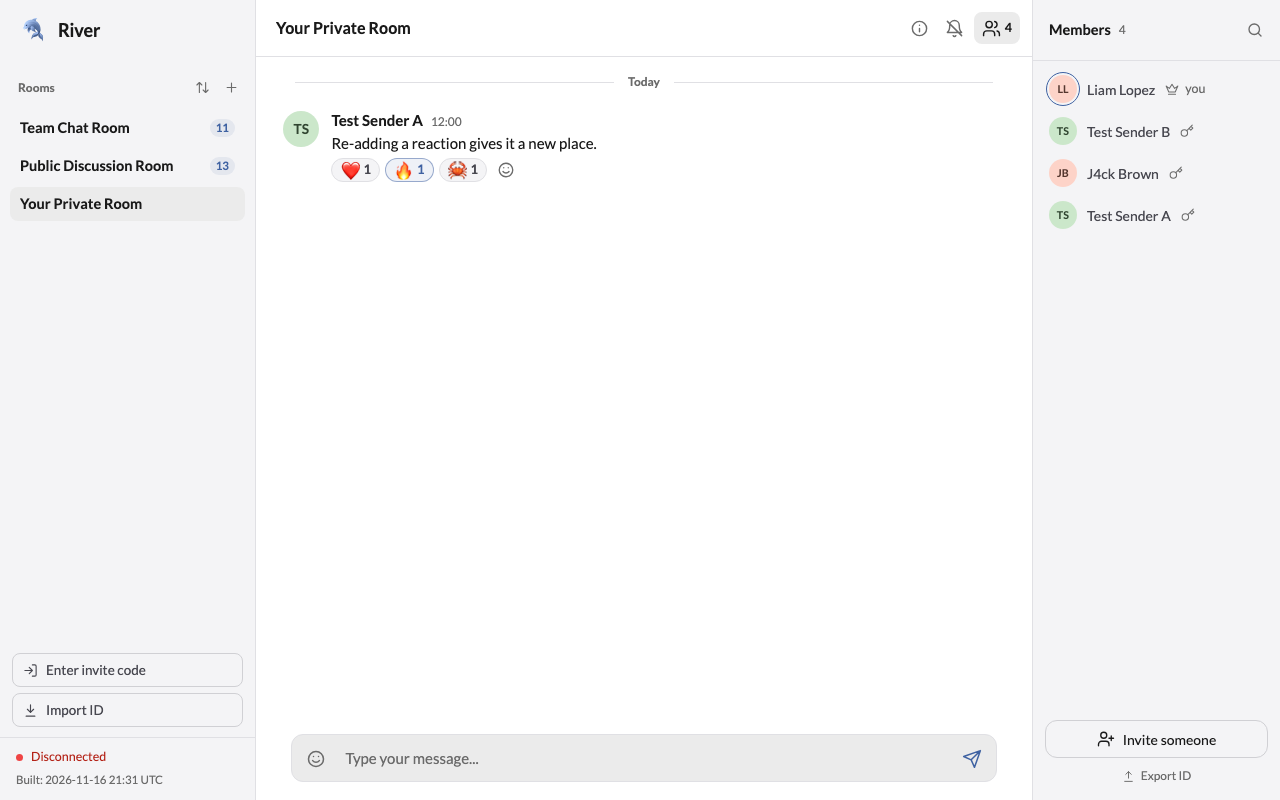 River
Rooms
Team Chat Room 11
Public Discussion Room 13
Your Private Room
Enter invite code
Import ID
Disconnected
Built: 2026-11-16 21:31 UTC
Your Private Room
4
Today
TS
Test Sender A 12:00
Re-adding a reaction gives it a new place.
1 1 1
Type your message...
Members 4
LL Liam Lopez you
TS Test Sender B
JB J4ck Brown
TS Test Sender A
Invite someone
Export ID